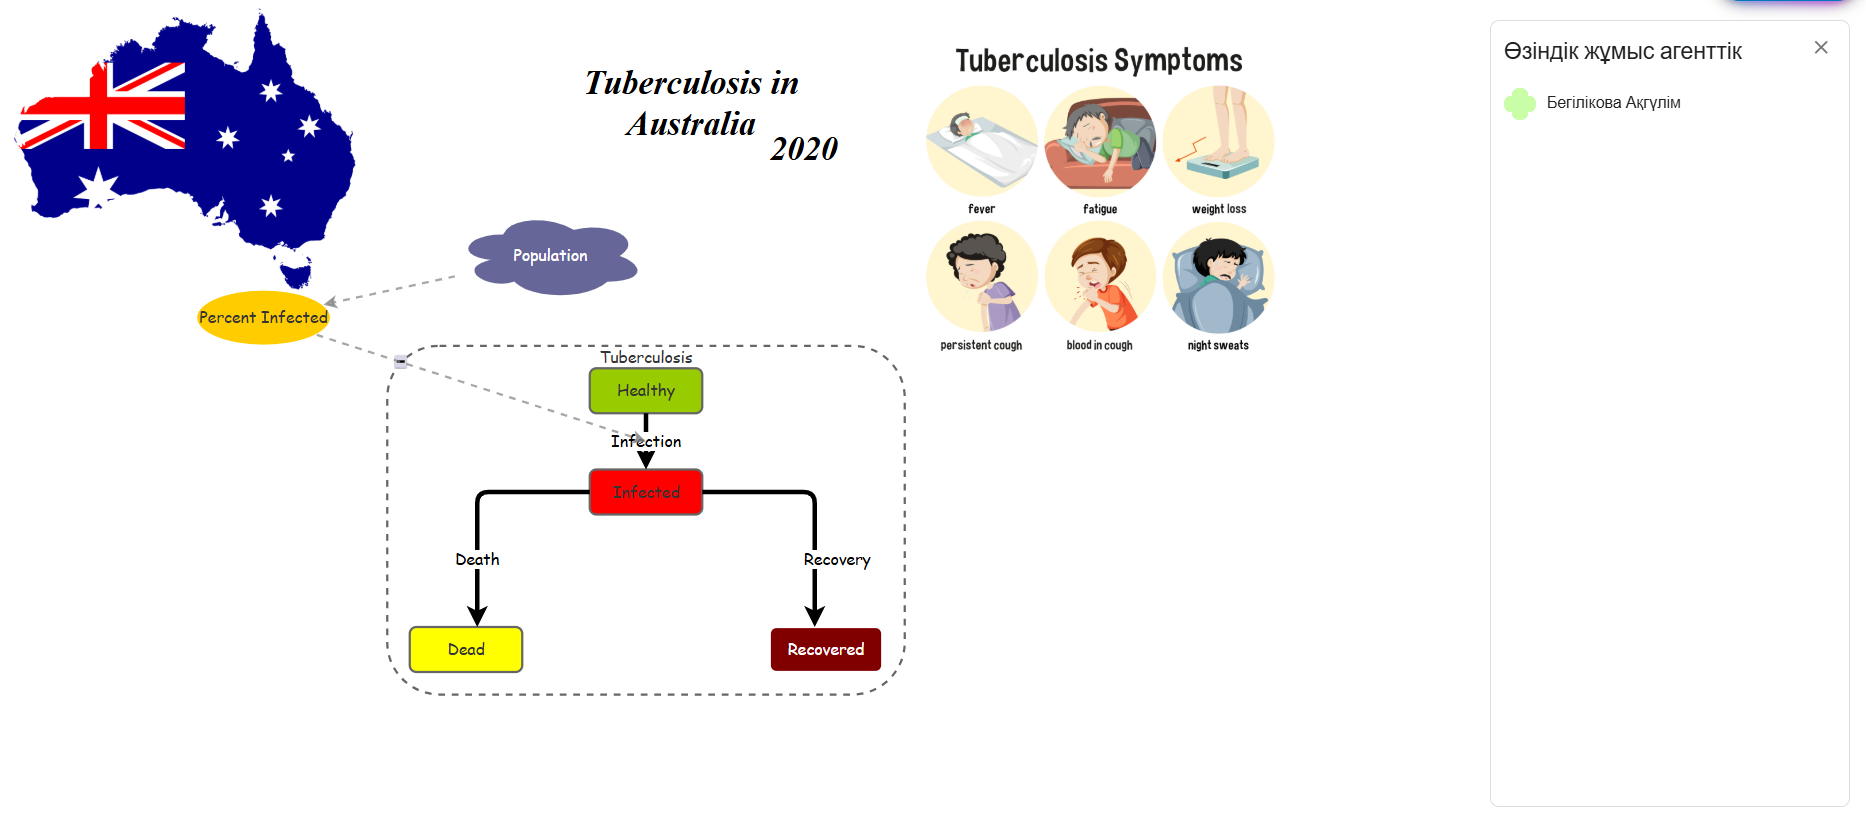 Tuberculosis in
Australia
2020
Tuberculosis Symptoms
fever
fatigue
weight loss
persistent cough
blood in cough
night sweats
Population
Percent Infected
Tuberculosis
Healthy
Infection
Infected
Death
Recovery
Dead
Recovered
Өзіндік жұмыс агенттік
Бегілікова Ақгүлім